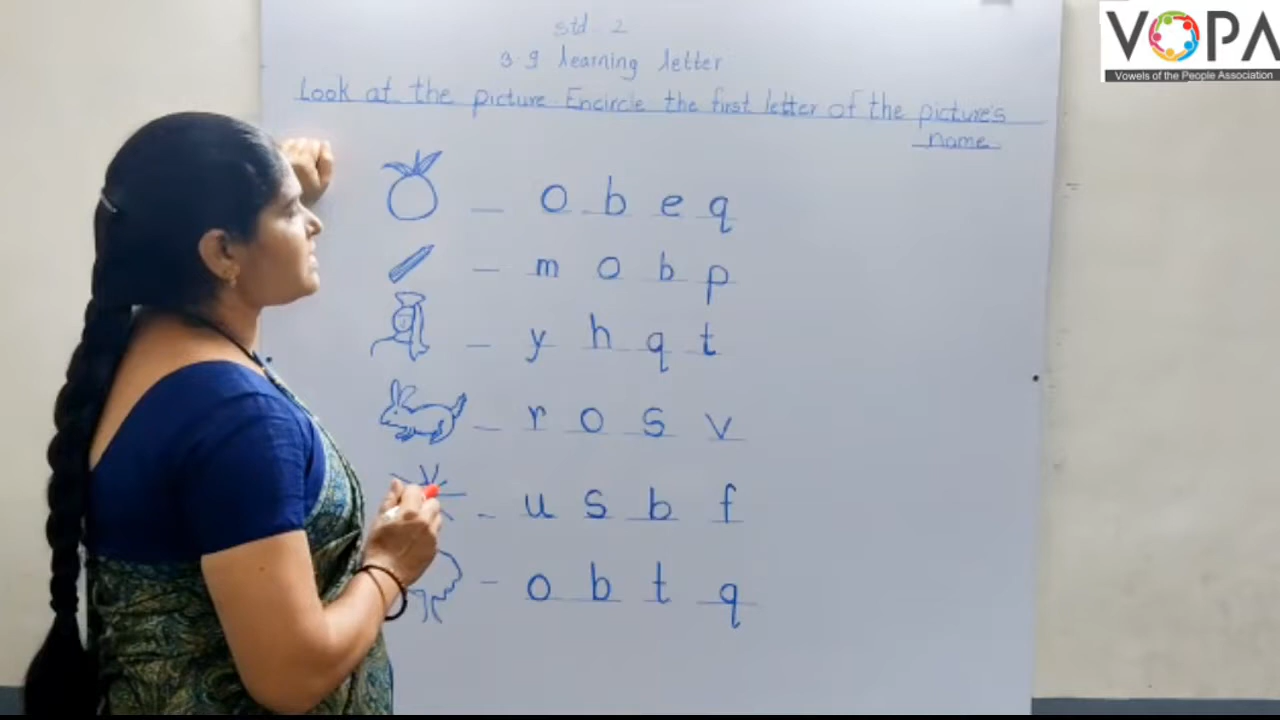 VOPA
Vowels of the People Association
std 2
3.9 learning letter
Look at the picture. Encircle the first letter of the picture's
name
_ o b e q
_ m o b p
_ y h q t
_ r o s v
_ u s b f
- o b t q